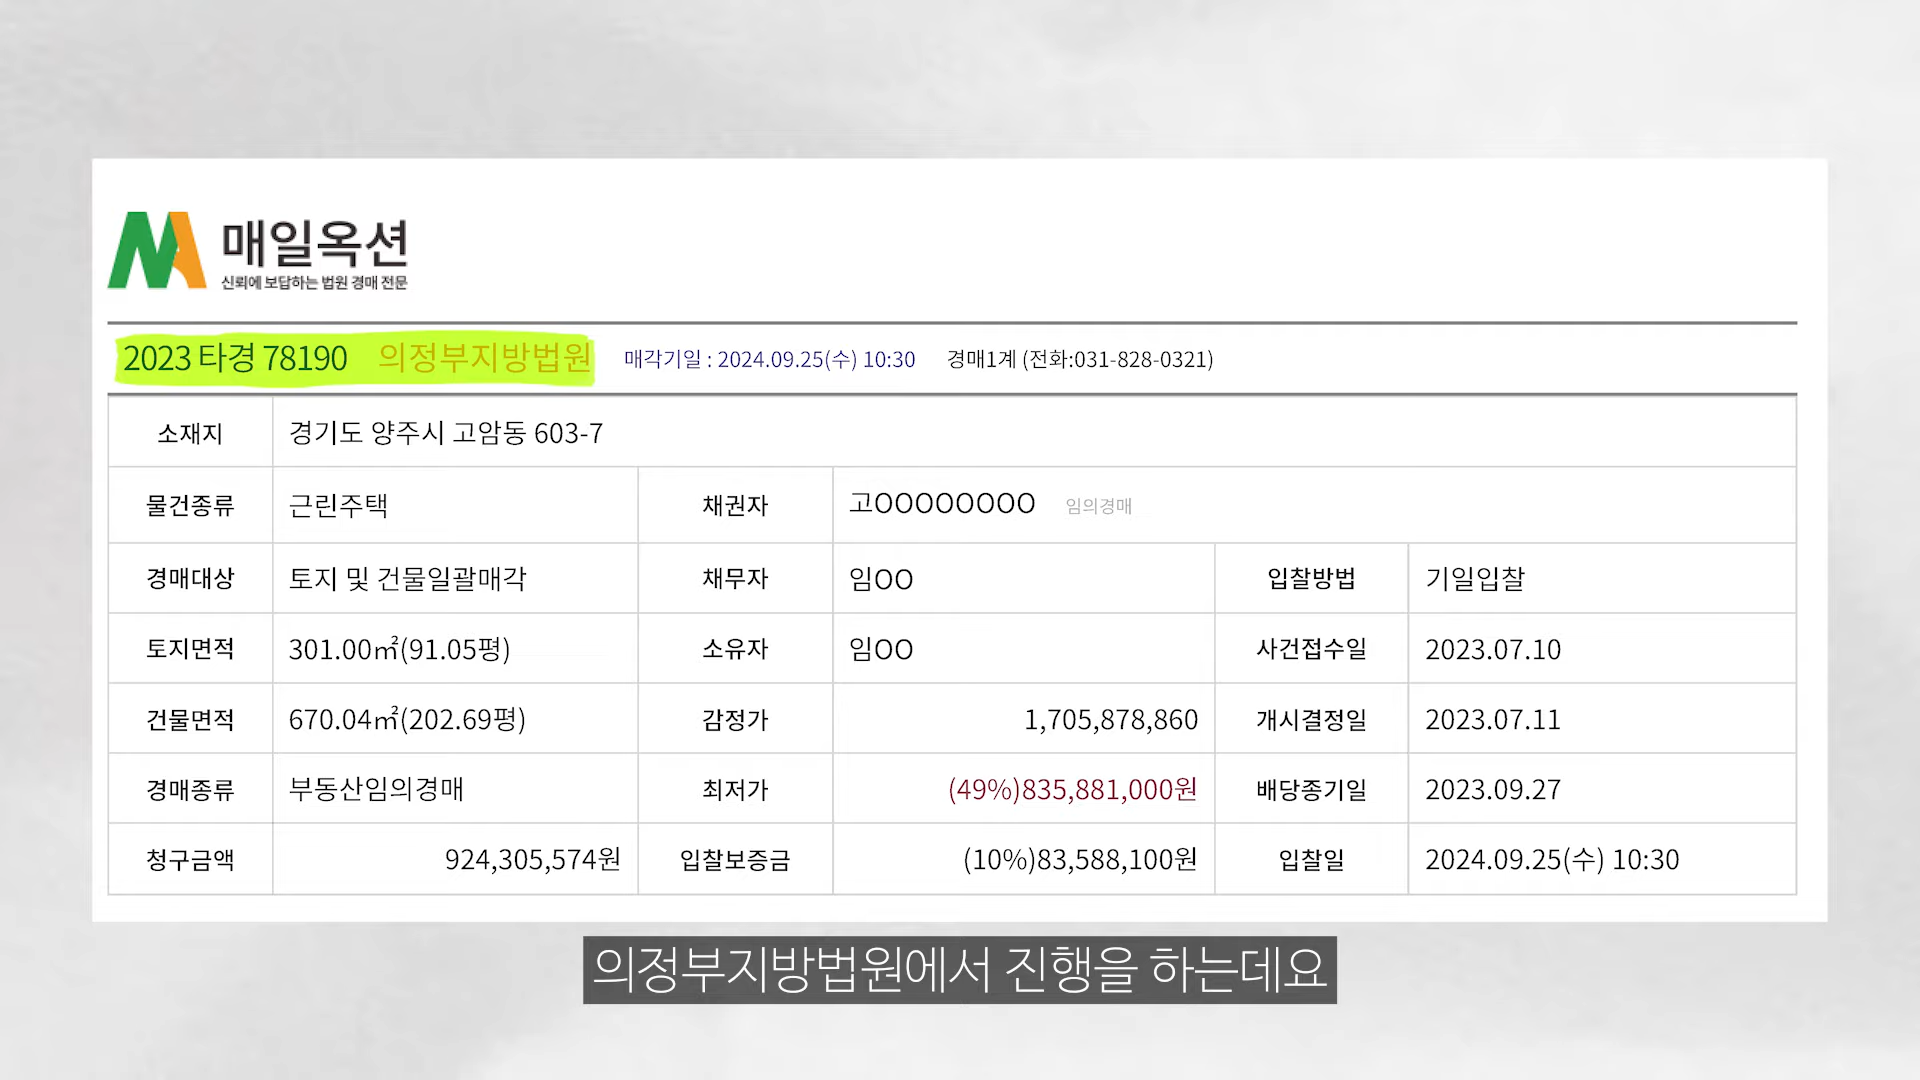 매일옥션
신뢰에 보답하는 법원 경매 전문
2023 타경 78190 의정부지방법원 매각기일 : 2024.09.25(수) 10:30 경매1계 (전화:031-828-0321)
소재지 경기도 양주시 고암동 603-7
물건종류 근린주택 채권자 고OOOOOOOO 임의경매
경매대상 토지 및 건물일괄매각 채무자 임OO 입찰방법 기일입찰
토지면적 301.00㎡(91.05평) 소유자 임OO 사건접수일 2023.07.10
건물면적 670.04㎡(202.69평) 감정가 1,705,878,860 개시결정일 2023.07.11
경매종류 부동산임의경매 최저가 (49%)835,881,000원 배당종기일 2023.09.27
청구금액 924,305,574원 입찰보증금 (10%)83,588,100원 입찰일 2024.09.25(수) 10:30
의정부지방법원에서 진행을 하는데요